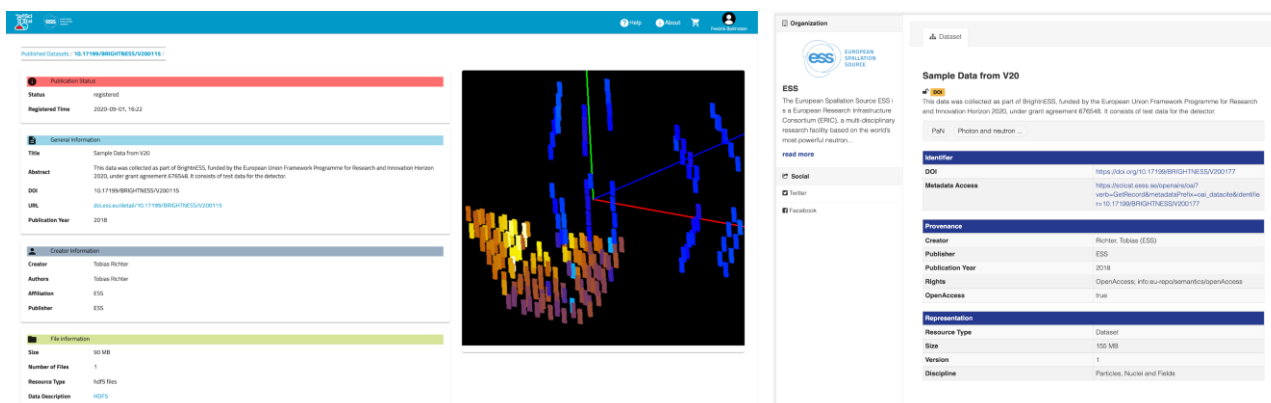 SciSci Cat
ess
Help
About
Published Datasets / 10.17199/BRIGHTNESS/V200115 /
Publication Status
Status registered
Registered Time 2020-09-01, 16:22
General Information
Title Sample Data from V20
Abstract This data was collected as part of BrightnESS, funded by the European Union Framework Programme for Research and Innovation Horizon
2020, under grant agreement 676548. It consists of test data for the detector.
DOI 10.17199/BRIGHTNESS/V200115
URL doi.ess.eu/detail/10.17199/BRIGHTNESS/V200115
Publication Year 2018
Creator Information
Creator Tobias Richter
Authors Tobias Richter
Affiliation ESS
Publisher ESS
File Information
Size 90 MB
Number of Files 1
Resource Type hdf5 files
Data Description HDF5
Organization
ess EUROPEAN
SPALLATION
SOURCE
ESS
The European Spallation Source ESS i
s a European Research Infrastructure
Consortium (ERIC), a multi-disciplinary
research facility based on the world's
most powerful neutron...
read more
Social
Twitter
Facebook
Dataset
Sample Data from V20
DOI
This data was collected as part of BrightnESS, funded by the European Union Framework Programme for Research
and Innovation Horizon 2020, under grant agreement 676548. It consists of test data for the detector.
PaN Photon and neutron ...
Identifier
DOI https://doi.org/10.17199/BRIGHTNESS/V200177
Metadata Access https://scicat.esss.se/openaire/oai?
verb=GetRecord&metadataPrefix=oai_datacite&identifie
r=10.17199/BRIGHTNESS/V200177
Provenance
Creator Richter, Tobias (ESS)
Publisher ESS
Publication Year 2018
Rights OpenAccess; info:eu-repo/semantics/openAccess
OpenAccess true
Representation
Resource Type Dataset
Size 155 MB
Version 1
Discipline Particles, Nuclei and Fields